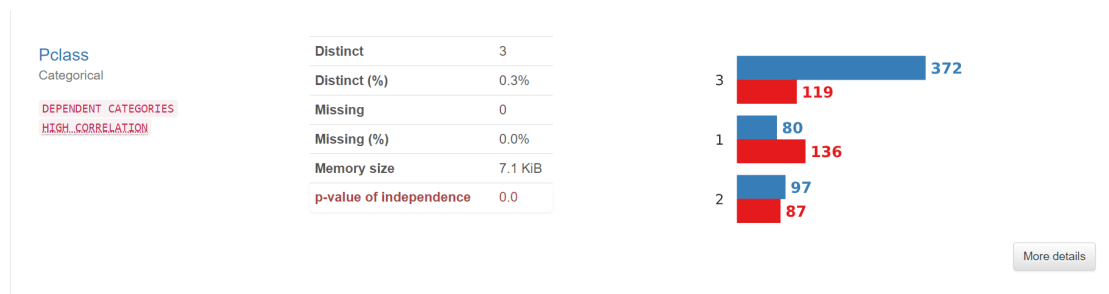 Pclass
Categorical
DEPENDENT CATEGORIES
HIGH CORRELATION
Distinct 3
Distinct (%) 0.3%
Missing 0
Missing (%) 0.0%
Memory size 7.1 KiB
p-value of independence 0.0
3 372
119
1 80
136
2 97
87
More details